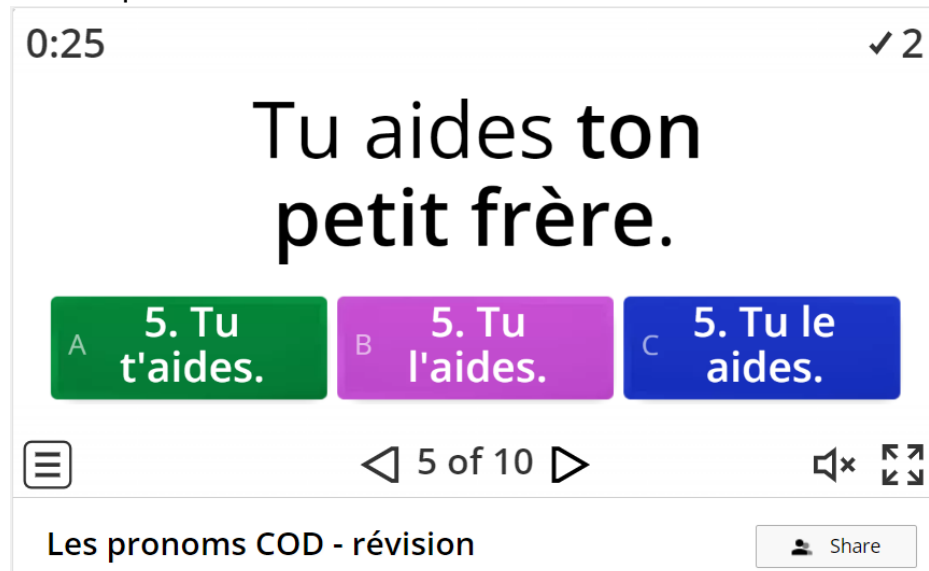 0:25
✓ 2
Tu aides ton
petit frère.
A
5. Tu
t'aides.
B
5. Tu
l'aides.
C
5. Tu le
aides.
5 of 10
Les pronoms COD - révision
Share